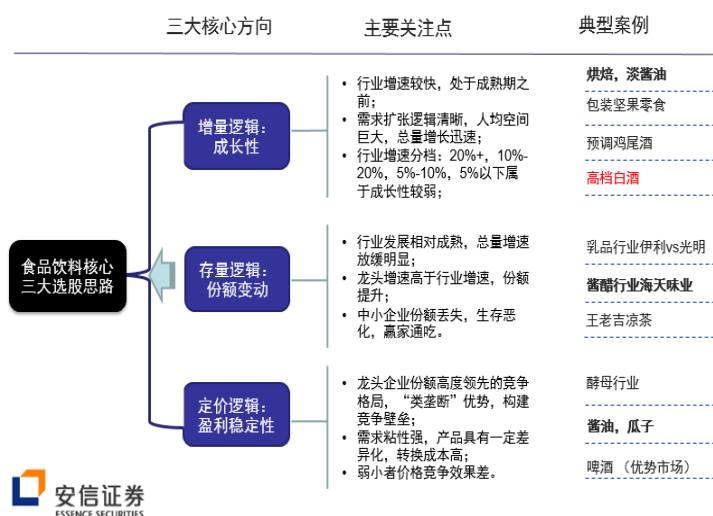 三大核心方向
主要关注点
典型案例
食品饮料核心
三大选股思路
增量逻辑：
成长性
• 行业增速较快，处于成熟期之
前；
• 需求扩张逻辑清晰，人均空间
巨大，总量增长迅速；
• 行业增速分档：20%+，10%-
20%，5%-10%，5%以下属
于成长性较弱；
烘焙，淡酱油
包装坚果零食
预调鸡尾酒
高档白酒
存量逻辑：
份额变动
• 行业发展相对成熟，总量增速
放缓明显；
• 龙头增速高于行业增速，份额
提升；
• 中小企业份额丢失，生存恶
化，赢家通吃。
乳品行业伊利vs光明
酱醋行业海天味业
王老吉凉茶
定价逻辑：
盈利稳定性
• 龙头企业份额高度领先的竞争
格局，“类垄断”优势，构建
竞争壁垒；
• 需求粘性强，产品具有一定差
异化，转换成本高；
• 弱小者价格竞争效果差。
酵母行业
酱油，瓜子
啤酒 （优势市场）
安信证券
ESSENCE SECURITIES